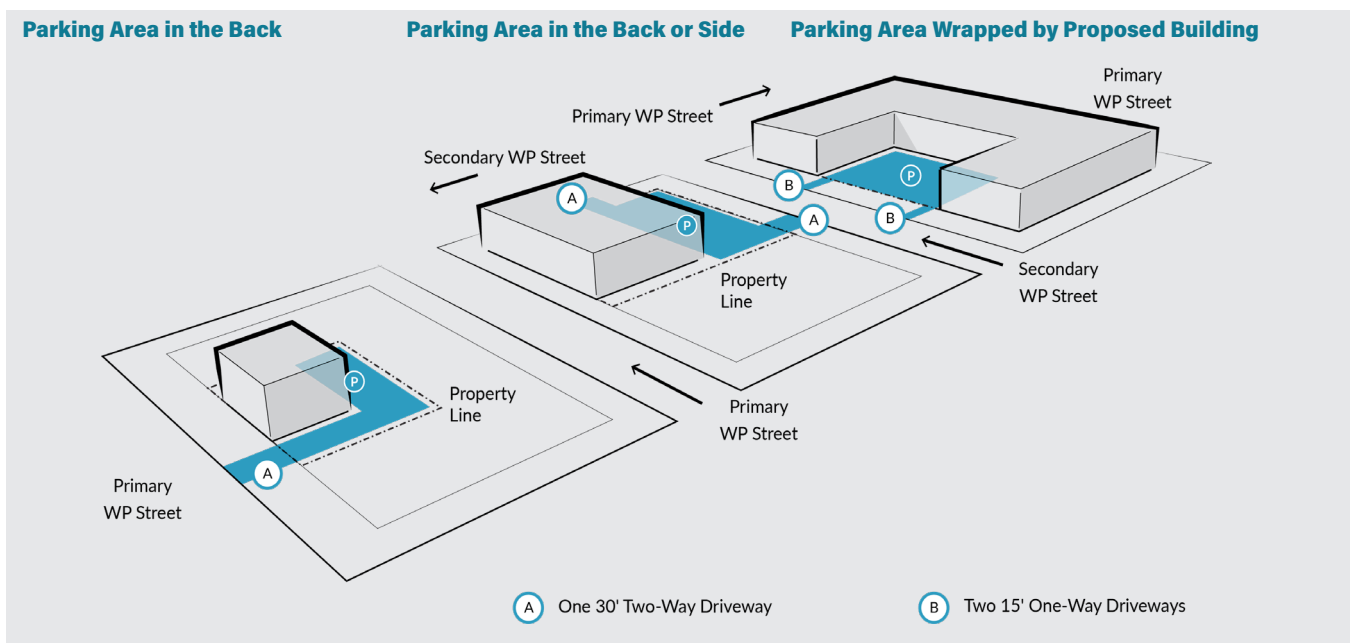 Parking Area in the Back
Parking Area in the Back or Side
Parking Area Wrapped by Proposed Building
Primary
WP Street
Primary WP Street
Secondary WP Street
B
P
A
P
B
A
Secondary
WP Street
Property
Line
P
Property
Line
Primary
WP Street
A
Primary
WP Street
A One 30' Two-Way Driveway
B Two 15' One-Way Driveways